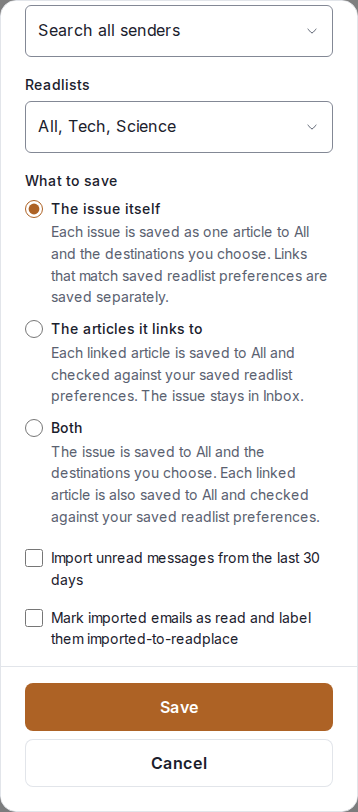 Search all senders
Readlists
All, Tech, Science
What to save
The issue itself
Each issue is saved as one article to All
and the destinations you choose. Links
that match saved readlist preferences are
saved separately.
The articles it links to
Each linked article is saved to All and
checked against your saved readlist
preferences. The issue stays in Inbox.
Both
The issue is saved to All and the
destinations you choose. Each linked
article is also saved to All and checked
against your saved readlist preferences.
Import unread messages from the last 30
days
Mark imported emails as read and label
them imported-to-readplace
Save
Cancel